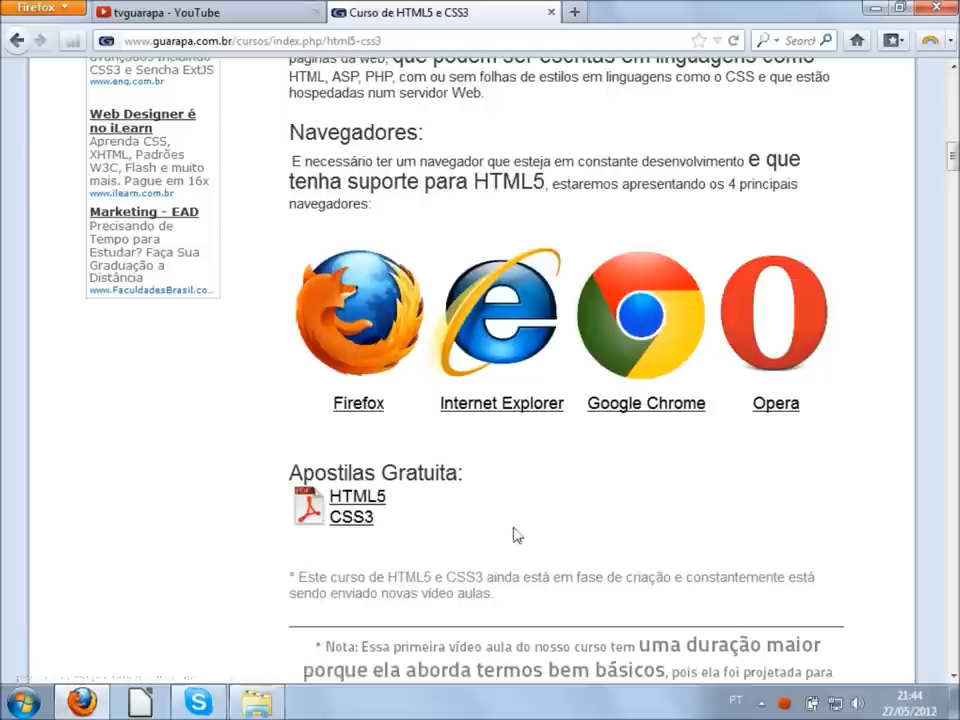 Firefox
tvguarapa - YouTube
Curso de HTML5 e CSS3
www.guarapa.com.br/cursos/index.php/html5-css3
Search
CSS3 e Sencha ExtJS
www.eng.com.br
Web Designer é
no iLearn
Aprenda CSS,
XHTML, Padrões
W3C, Flash e muito
mais. Pague em 16x
www.ilearn.com.br
Marketing - EAD
Precisando de
Tempo para
Estudar? Faça Sua
Graduação a
Distância
www.FaculdadesBrasil.co...
páginas da web, que podem ser escritas em linguagens como
HTML, ASP, PHP, com ou sem folhas de estilos em linguagens como o CSS e que estão
hospedadas num servidor Web.
Navegadores:
E necessário ter um navegador que esteja em constante desenvolvimento e que
tenha suporte para HTML5, estaremos apresentando os 4 principais
navegadores:
Firefox
Internet Explorer
Google Chrome
Opera
Apostilas Gratuita:
HTML5
CSS3
* Este curso de HTML5 e CSS3 ainda está em fase de criação e constantemente está
sendo enviado novas vídeo aulas.
* Nota: Essa primeira vídeo aula do nosso curso tem uma duração maior
porque ela aborda termos bem básicos, pois ela foi projetada para
PT
21:44
27/05/2012